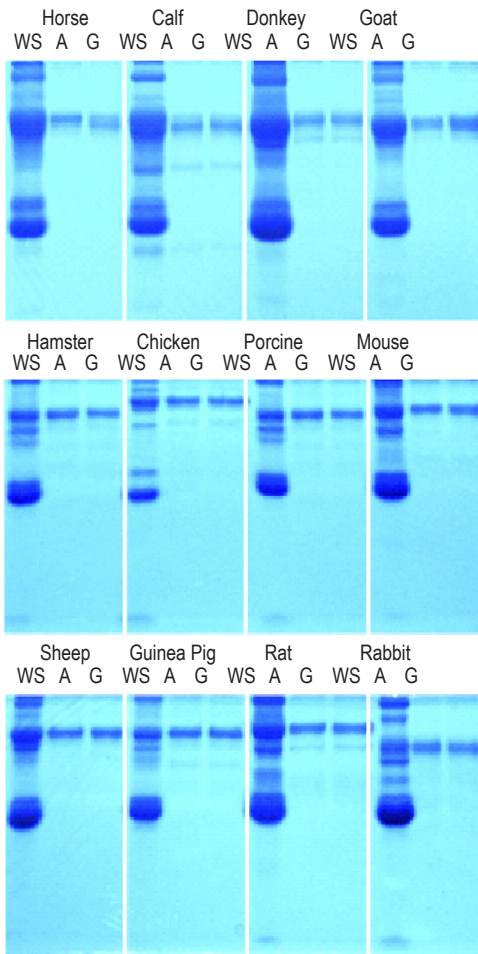 Horse Calf Donkey Goat
WS A G WS A G WS A G WS A G
Hamster Chicken Porcine Mouse
WS A G WS A G WS A G WS A G
Sheep Guinea Pig Rat Rabbit
WS A G WS A G WS A G WS A G